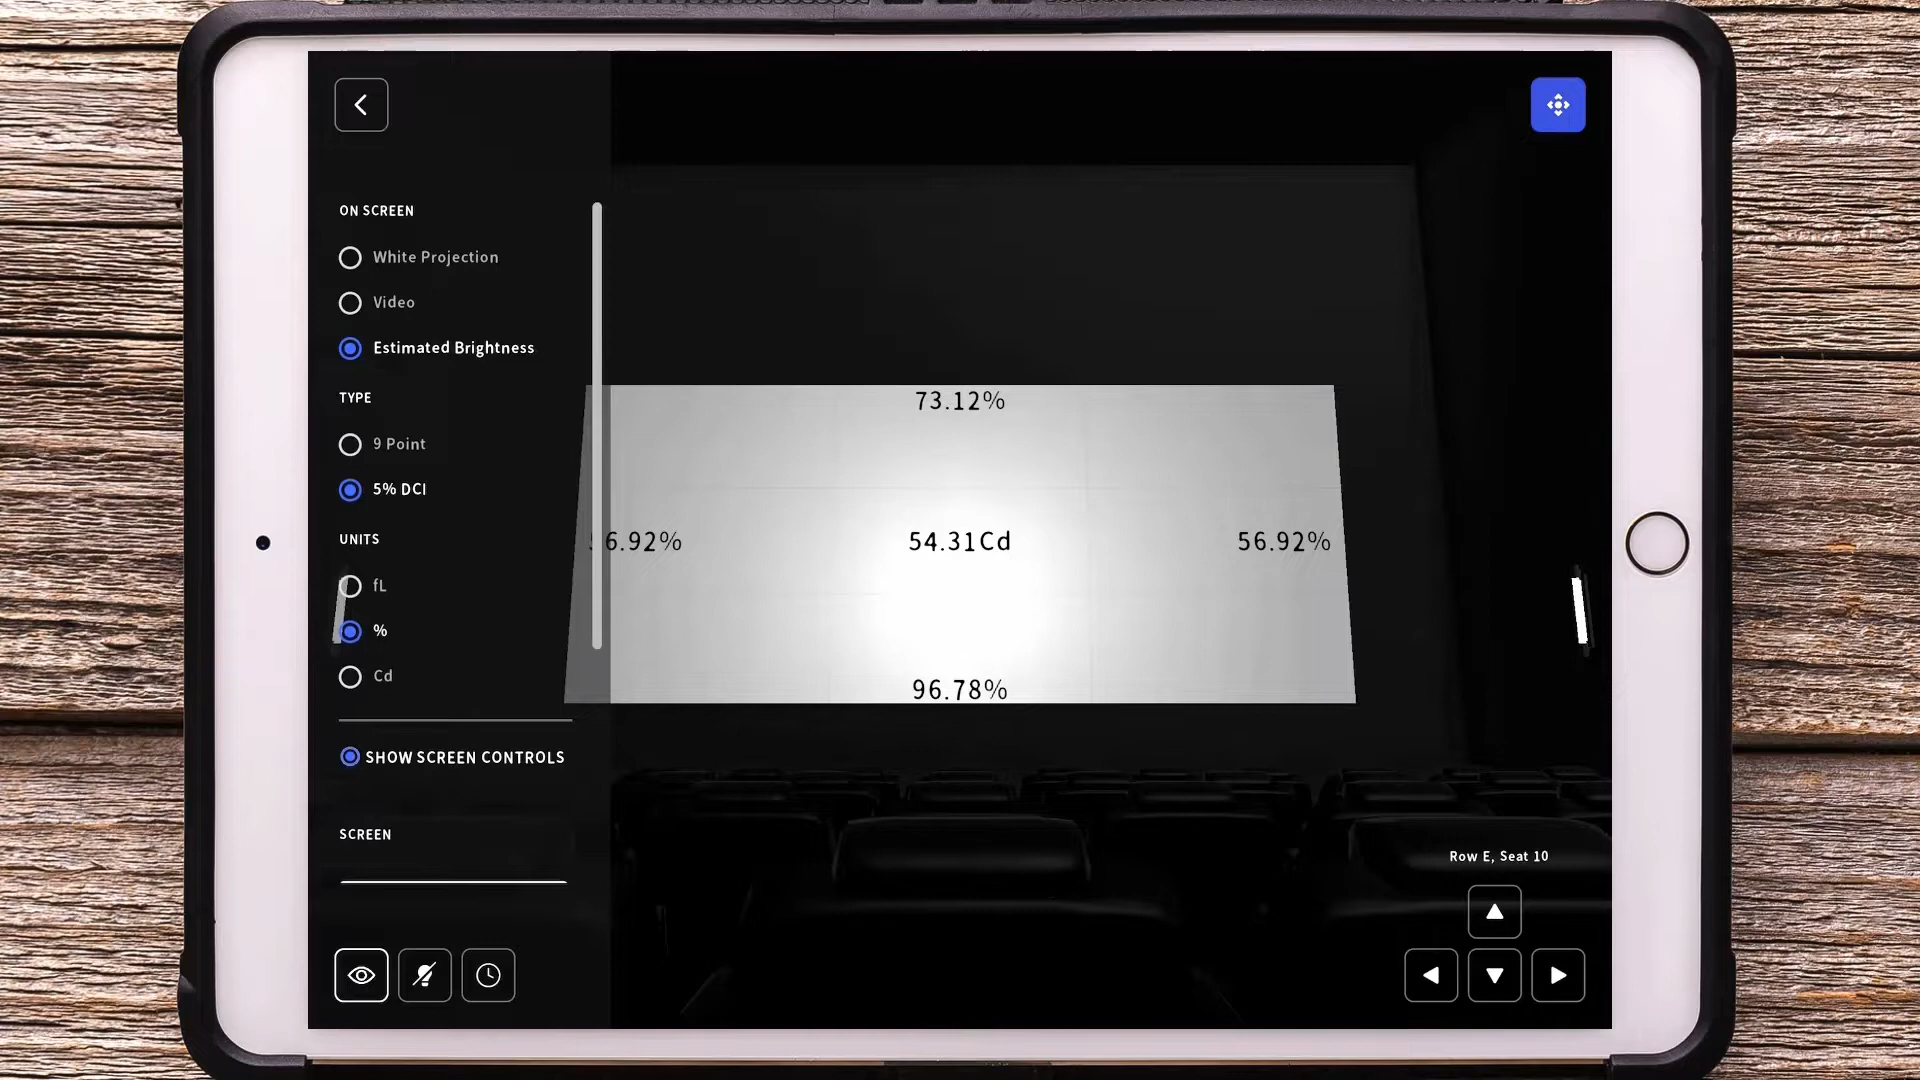 ON SCREEN
White Projection
Video
Estimated Brightness
TYPE
9 Point
5% DCI
UNITS
fL
%
Cd
SHOW SCREEN CONTROLS
SCREEN
73.12%
6.92%
54.31Cd
56.92%
96.78%
Row E, Seat 10